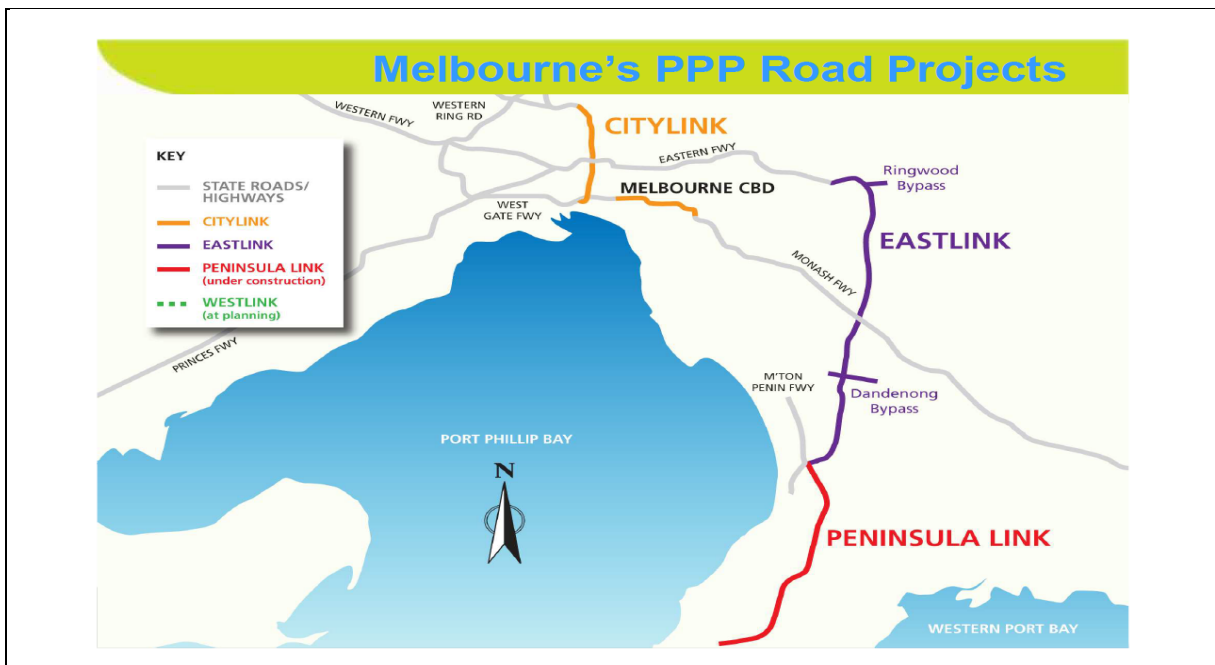 Melbourne's PPP Road Projects
WESTERN FWY
WESTERN
RING RD
CITYLINK
EASTERN FWY
KEY
STATE ROADS/
HIGHWAYS
CITYLINK
EASTLINK
PENINSULA LINK
(under construction)
WESTLINK
(at planning)
MELBOURNE CBD
Ringwood
Bypass
WEST
GATE FWY
EASTLINK
MONASH FWY
PRINCES FWY
M'TON
PENIN FWY
Dandenong
Bypass
PORT PHILLIP BAY
N
PENINSULA LINK
WESTERN PORT BAY